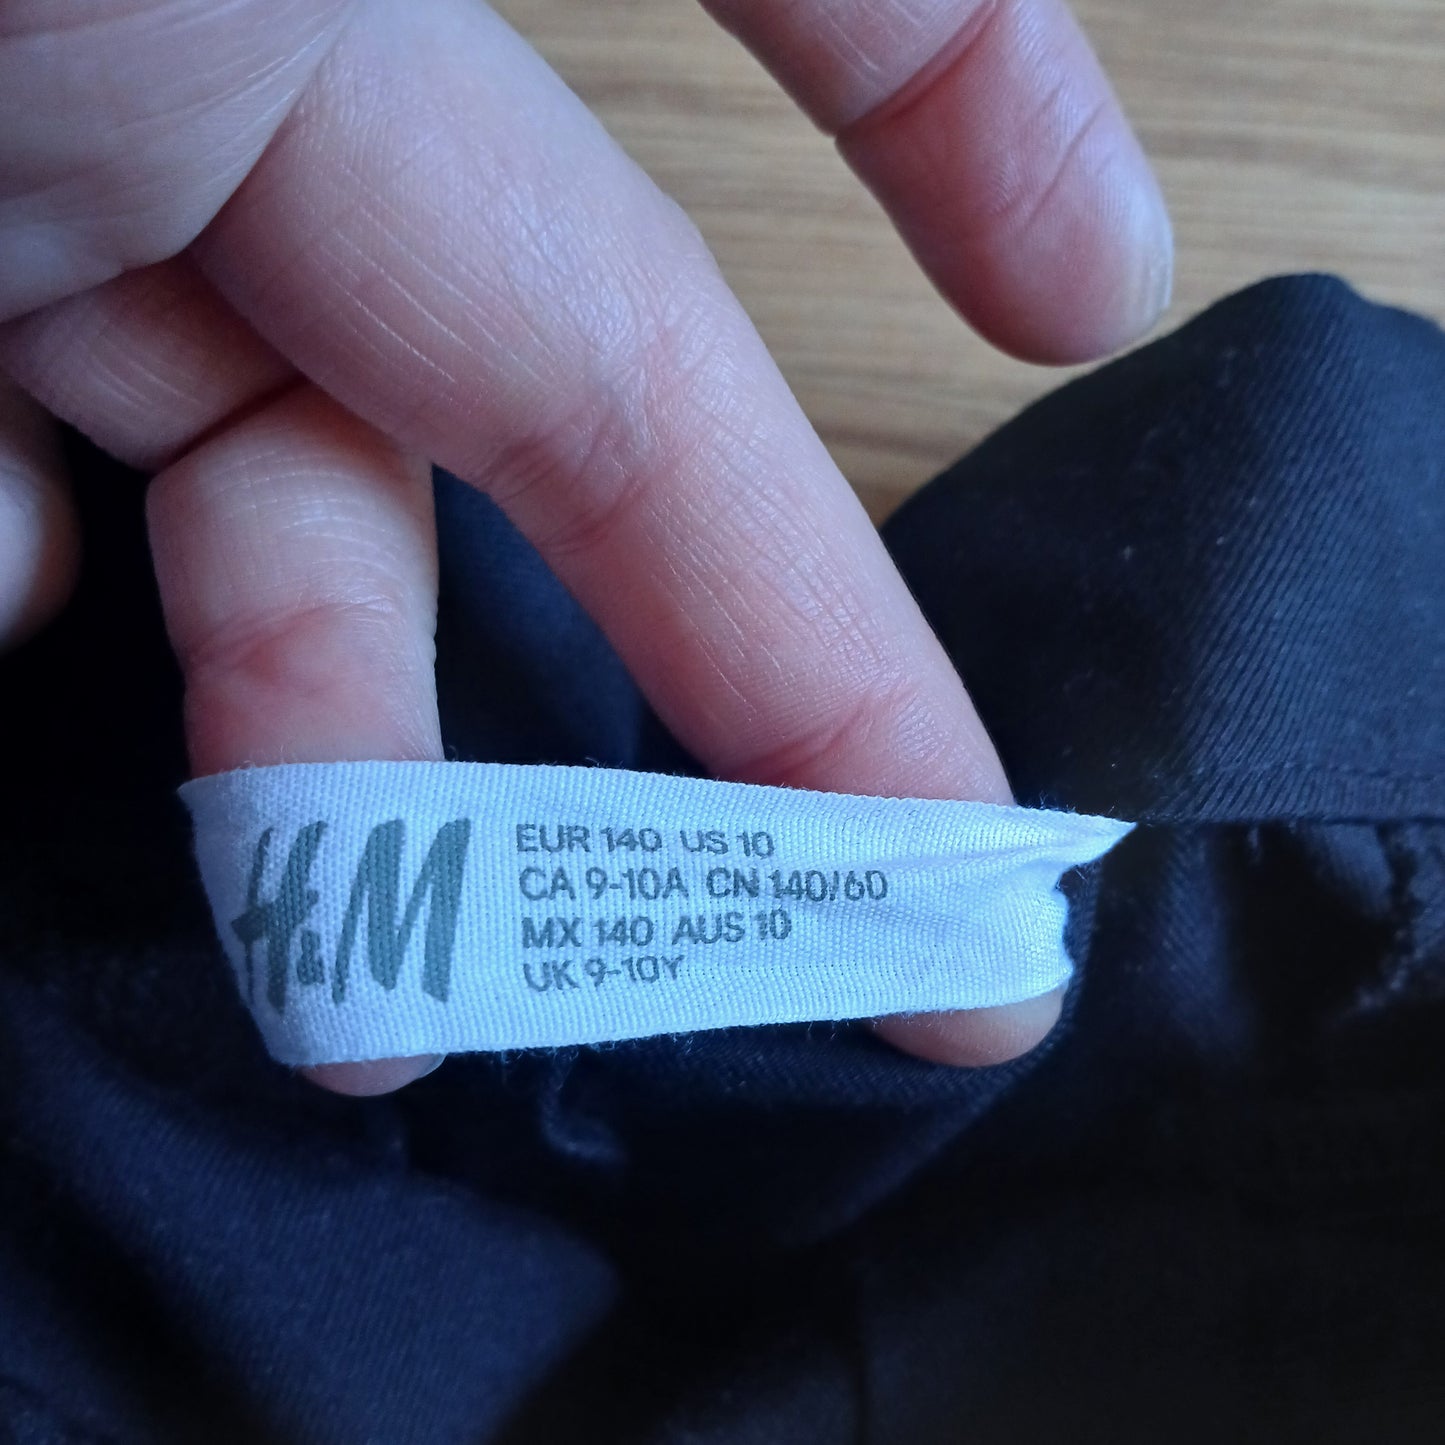 H&M
EUR 140 US 10
CA 9-10A CN 140/60
MX 140 AUS 10
UK 9-10Y